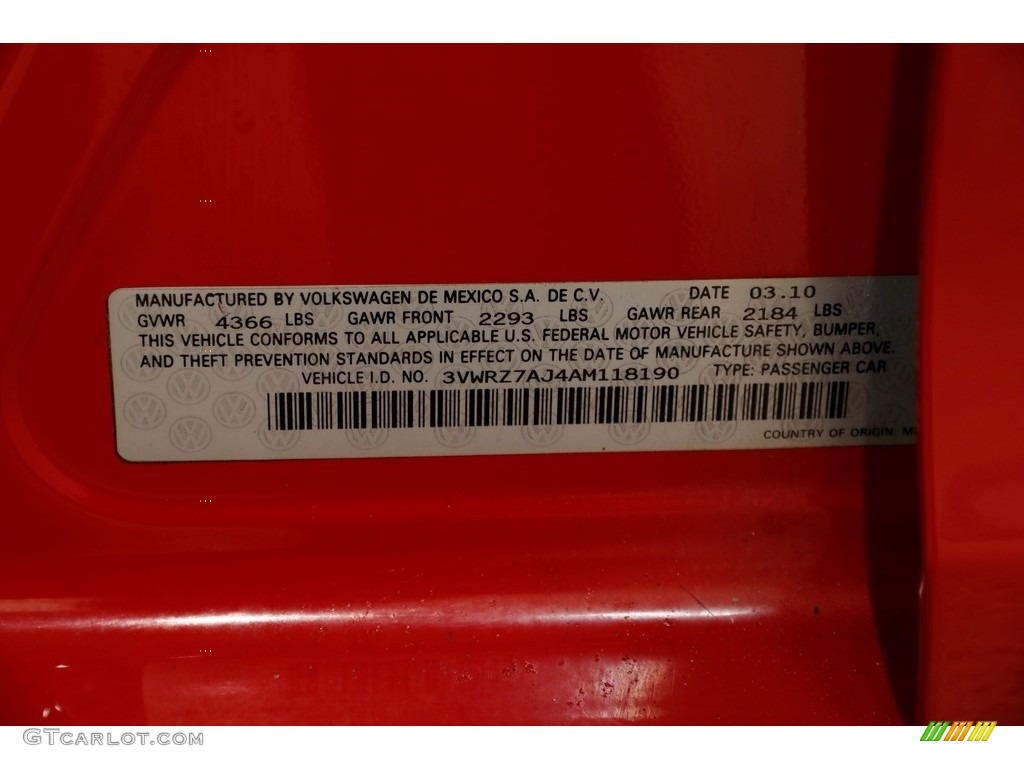 MANUFACTURED BY VOLKSWAGEN DE MEXICO S.A. DE C.V. DATE 03.10
GVWR 4366 LBS GAWR FRONT 2293 LBS GAWR REAR 2184 LBS
THIS VEHICLE CONFORMS TO ALL APPLICABLE U.S. FEDERAL MOTOR VEHICLE SAFETY, BUMPER,
AND THEFT PREVENTION STANDARDS IN EFFECT ON THE DATE OF MANUFACTURE SHOWN ABOVE.
VEHICLE I.D. NO. 3VWRZ7AJ4AM118190 TYPE: PASSENGER CAR
COUNTRY OF ORIGIN:
GTCarLot.com